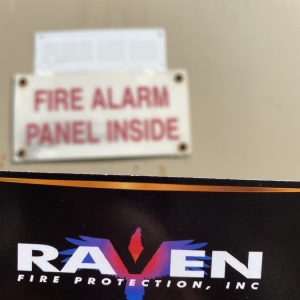 FIRE ALARM
PANEL INSIDE
RAVEN
FIRE PROTECTION, INC